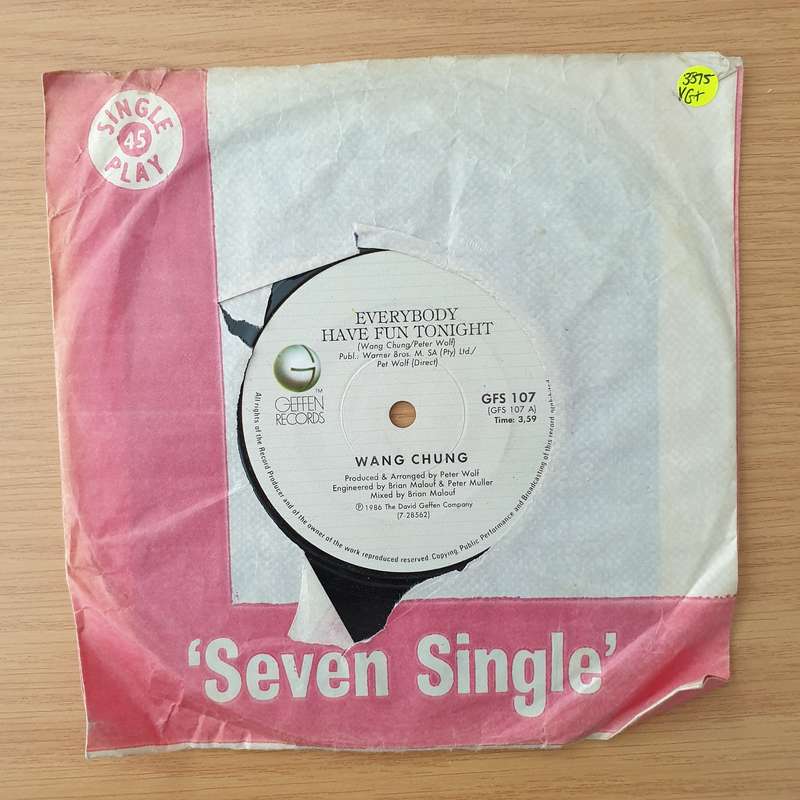 SINGLE
45
PLAY
3575
VG+
EVERYBODY
HAVE FUN TONIGHT
(Wang Chung/Peter Wolf)
Publ.: Warner Bros. M. SA (Pty) Ltd./
Pet Wolf (Direct)
G
TM
GEFFEN
RECORDS
GFS 107
(GFS 107 A)
Time: 3,59
WANG CHUNG
Produced & Arranged by Peter Wolf
Engineered by Brian Malouf & Peter Muller
Mixed by Brian Malouf
℗ 1986 The David Geffen Company
(7-28562)
All rights of the Record Producer and of the owner of the work reproduced reserved. Copying, Public Performance and Broadcasting of this record
'Seven Single'